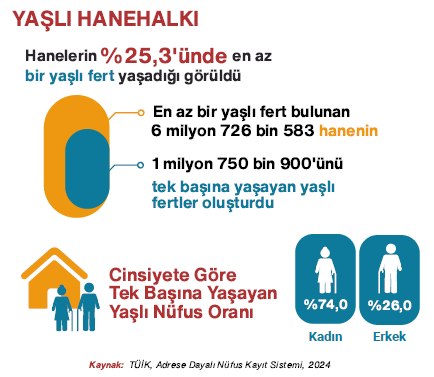 YAŞLI HANEHALKI
Hanelerin %25,3'ünde en az
bir yaşlı fert yaşadığı görüldü
En az bir yaşlı fert bulunan
6 milyon 726 bin 583 hanenin
1 milyon 750 bin 900'ünü
tek başına yaşayan yaşlı
fertler oluşturdu
Cinsiyete Göre
Tek Başına Yaşayan
Yaşlı Nüfus Oranı
%74,0
%26,0
Kadın
Erkek
Kaynak: TÜİK, Adrese Dayalı Nüfus Kayıt Sistemi, 2024